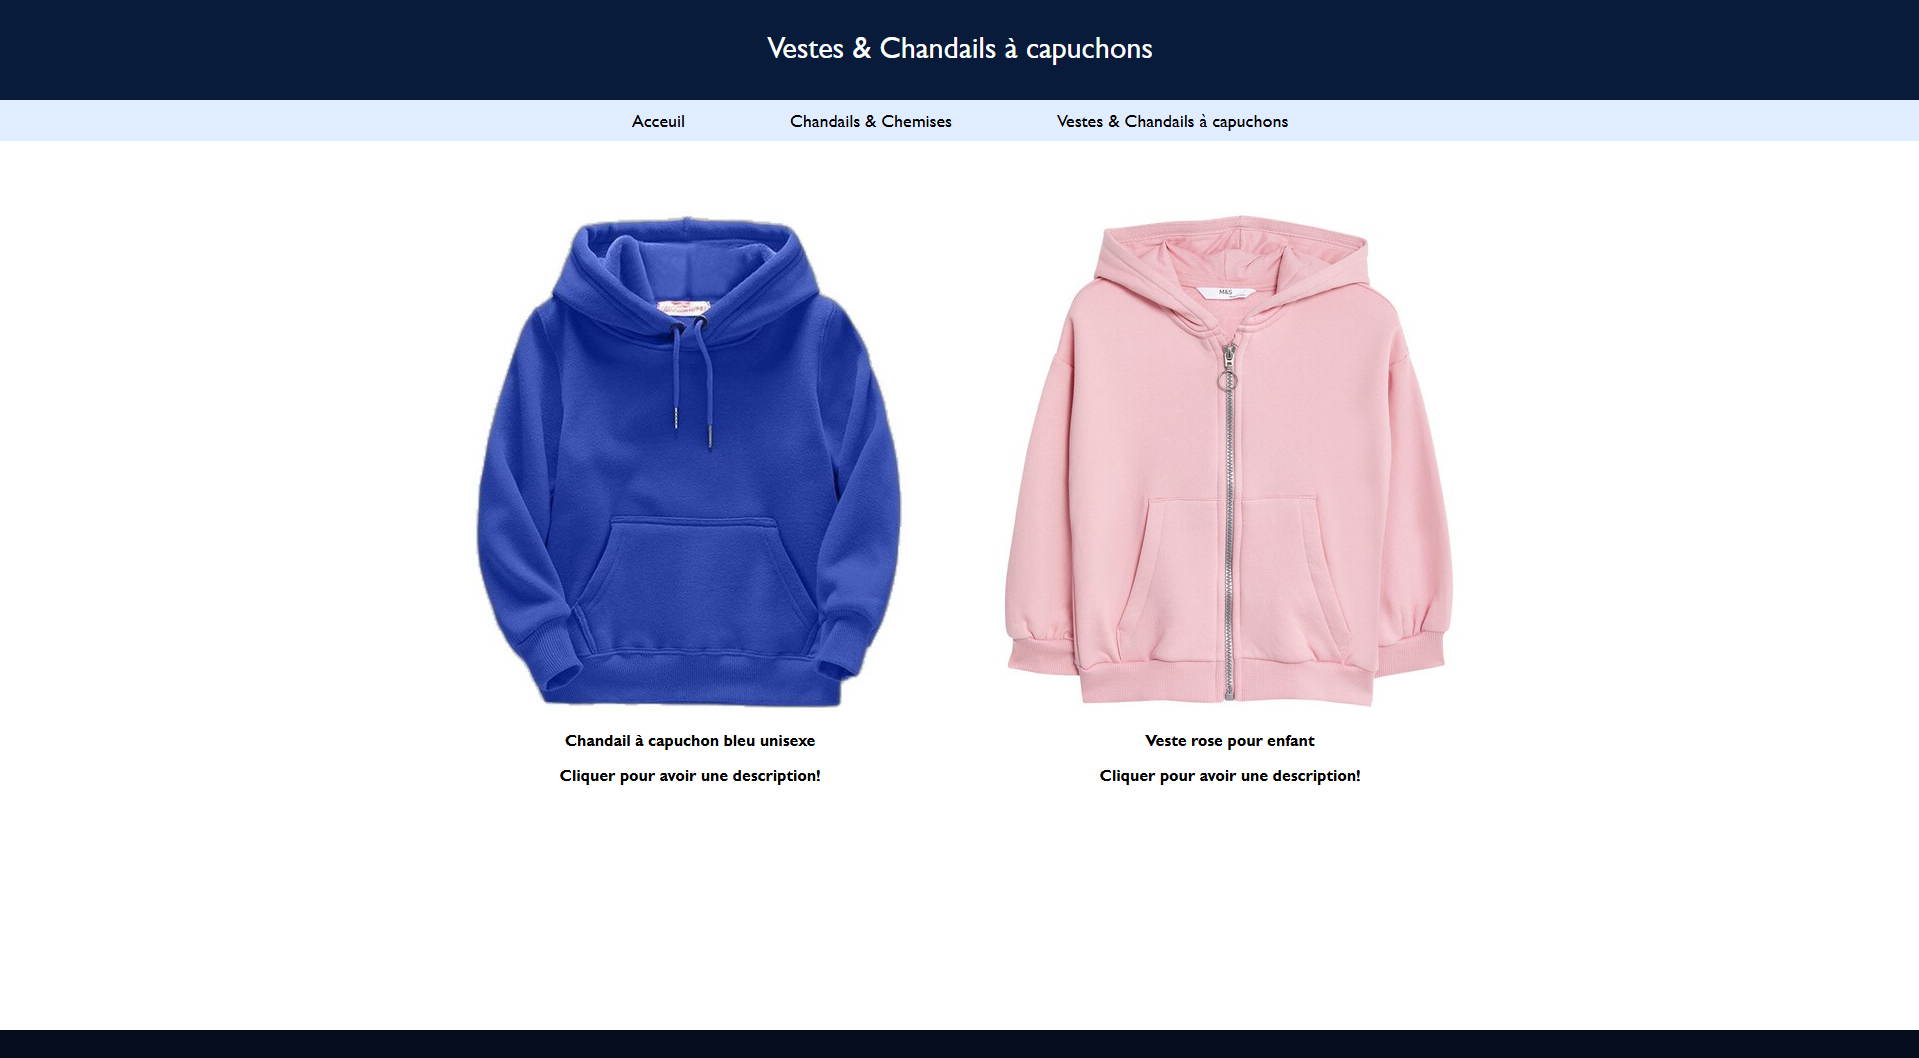 Vestes & Chandails à capuchons
Acceuil
Chandails & Chemises
Vestes & Chandails à capuchons
M&S
Chandail à capuchon bleu unisexe
Veste rose pour enfant
Cliquer pour avoir une description!
Cliquer pour avoir une description!